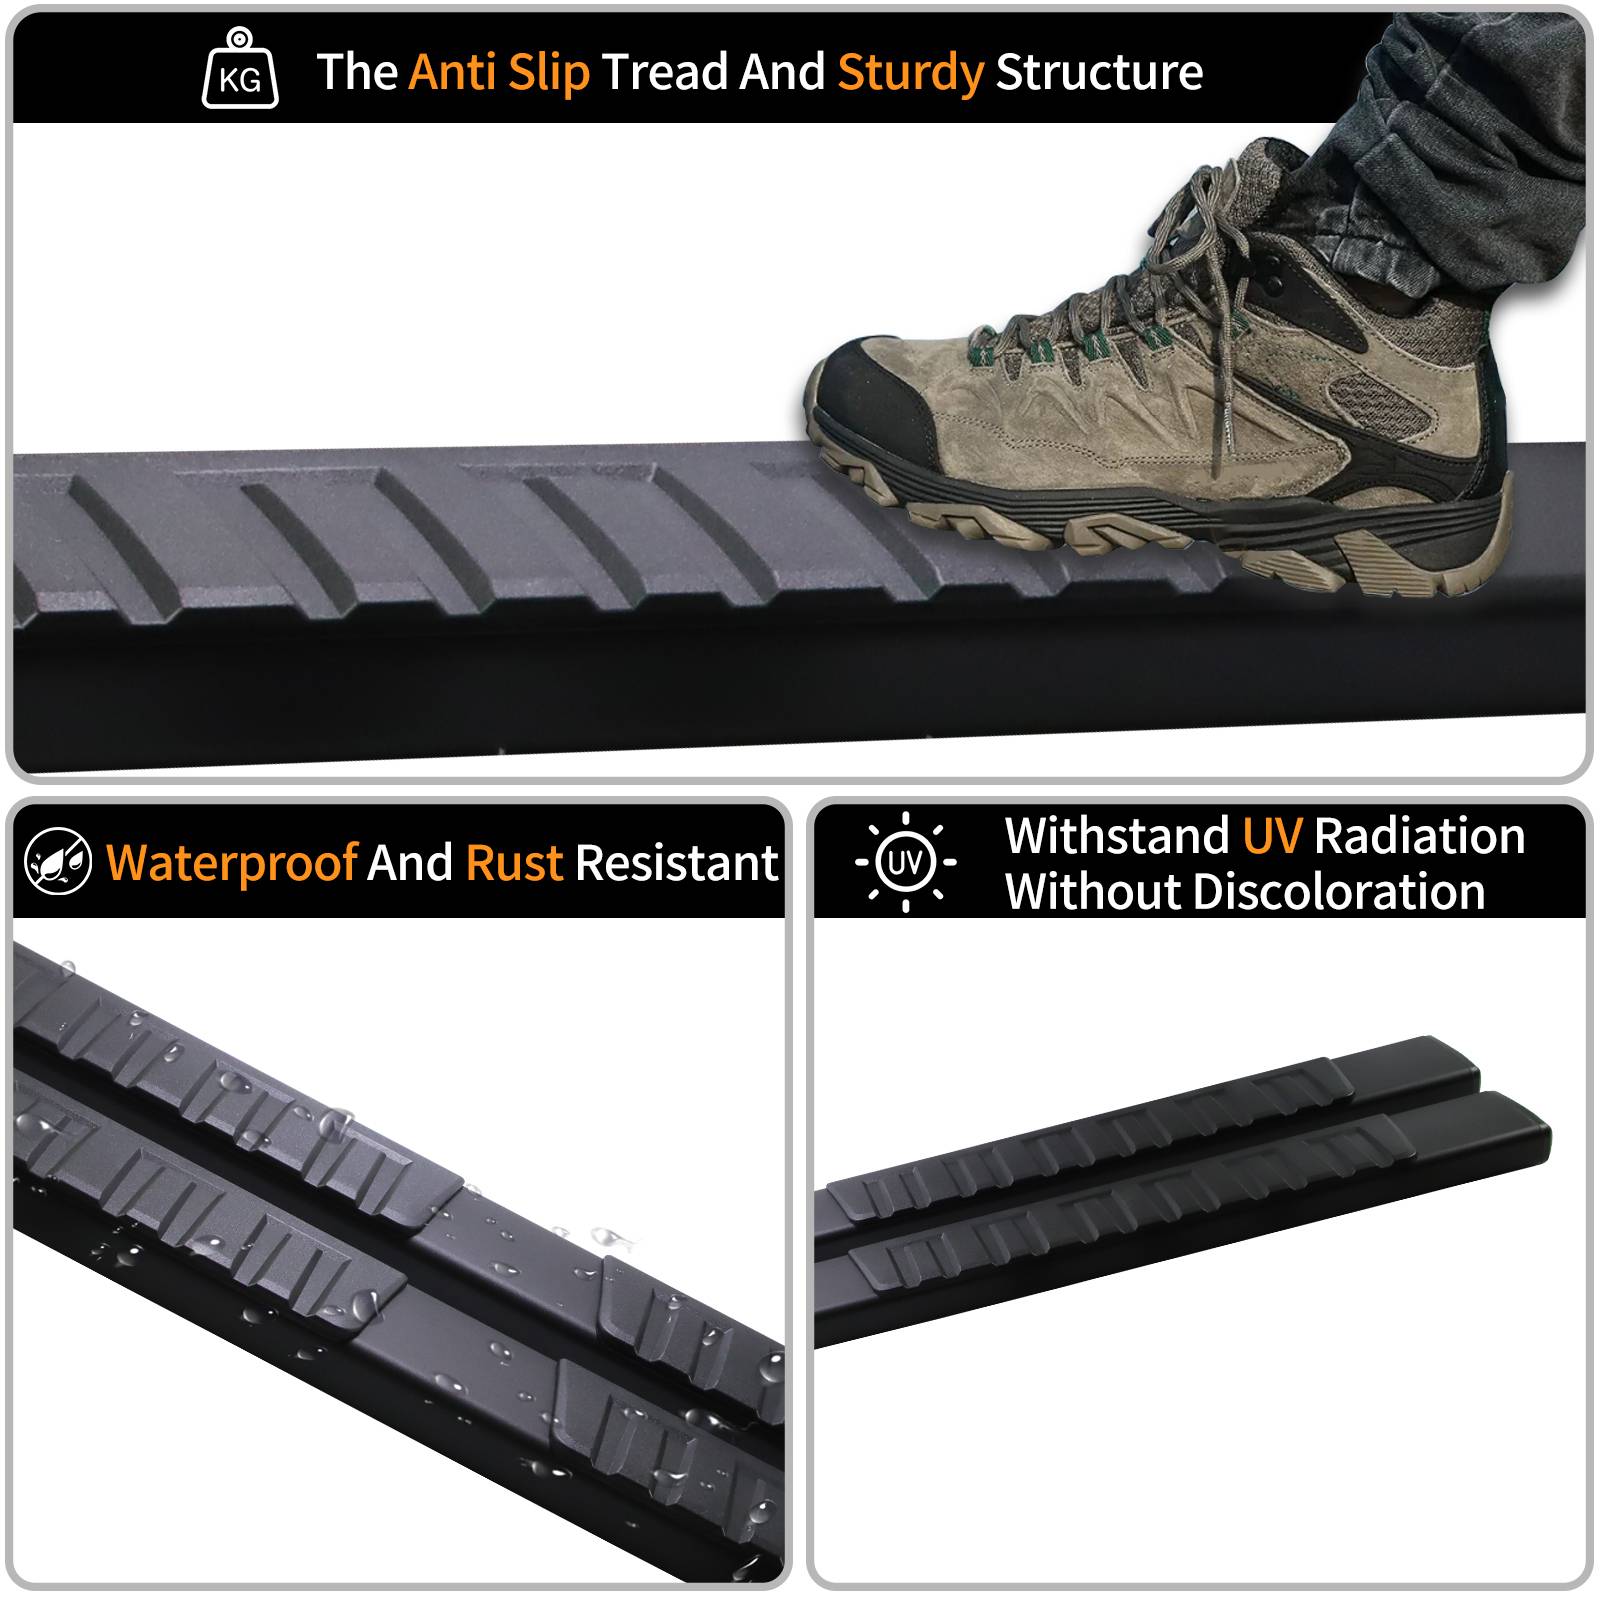 KG
The Anti Slip Tread And Sturdy Structure
Waterproof And Rust Resistant
UV
Withstand UV Radiation
Without Discoloration